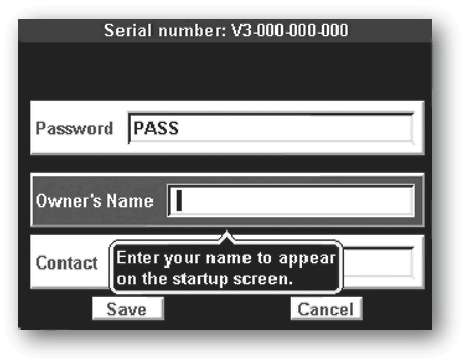 Serial number: V3-000-000-000
Password PASS
Owner's Name
Contact
Enter your name to appear
on the startup screen.
Save Cancel